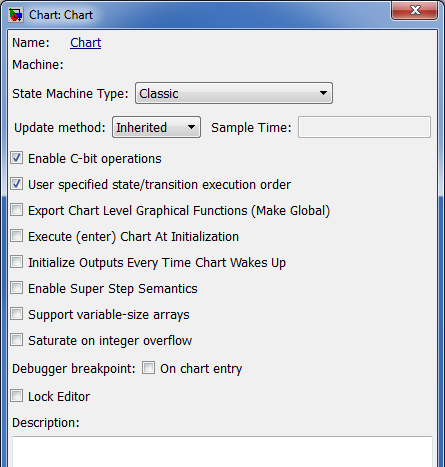 Chart: Chart
Name: Chart
Machine:
State Machine Type: Classic
Update method: Inherited Sample Time:
Enable C-bit operations
User specified state/transition execution order
Export Chart Level Graphical Functions (Make Global)
Execute (enter) Chart At Initialization
Initialize Outputs Every Time Chart Wakes Up
Enable Super Step Semantics
Support variable-size arrays
Saturate on integer overflow
Debugger breakpoint: On chart entry
Lock Editor
Description: